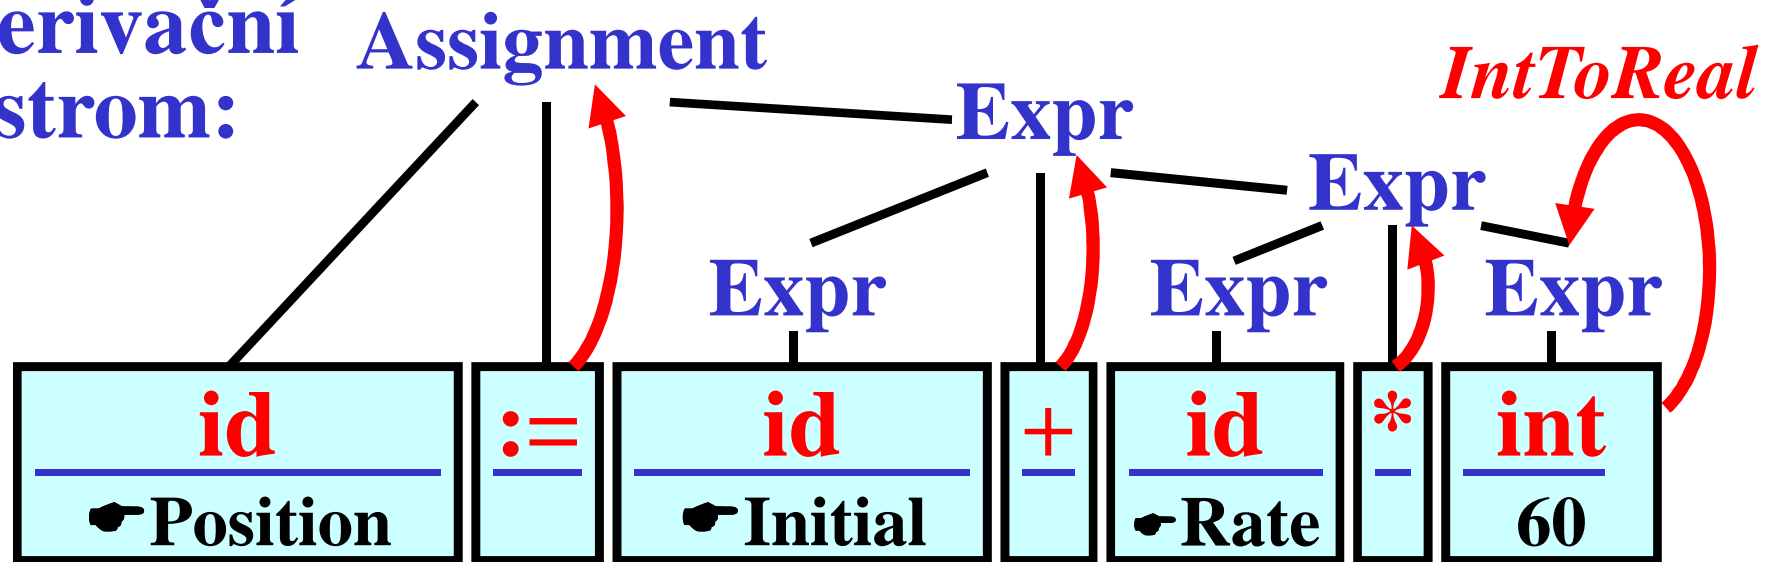 erivační
strom:
Assignment
IntToReal
Expr
Expr
Expr Expr Expr
id := id + id * int
☛Position ☛Initial ☛Rate 60